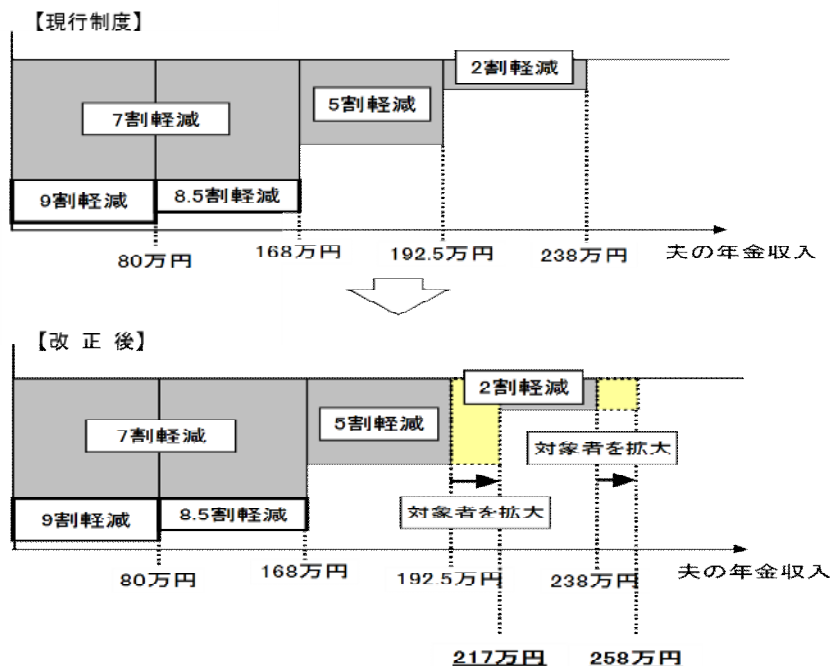 【現行制度】
2割軽減
5割軽減
7割軽減
9割軽減
8.5割軽減
80万円
168万円
192.5万円
238万円
夫の年金収入
【改 正 後】
2割軽減
5割軽減
7割軽減
対象者を拡大
9割軽減
8.5割軽減
対象者を拡大
80万円
168万円
192.5万円
238万円
夫の年金収入
217万円
258万円